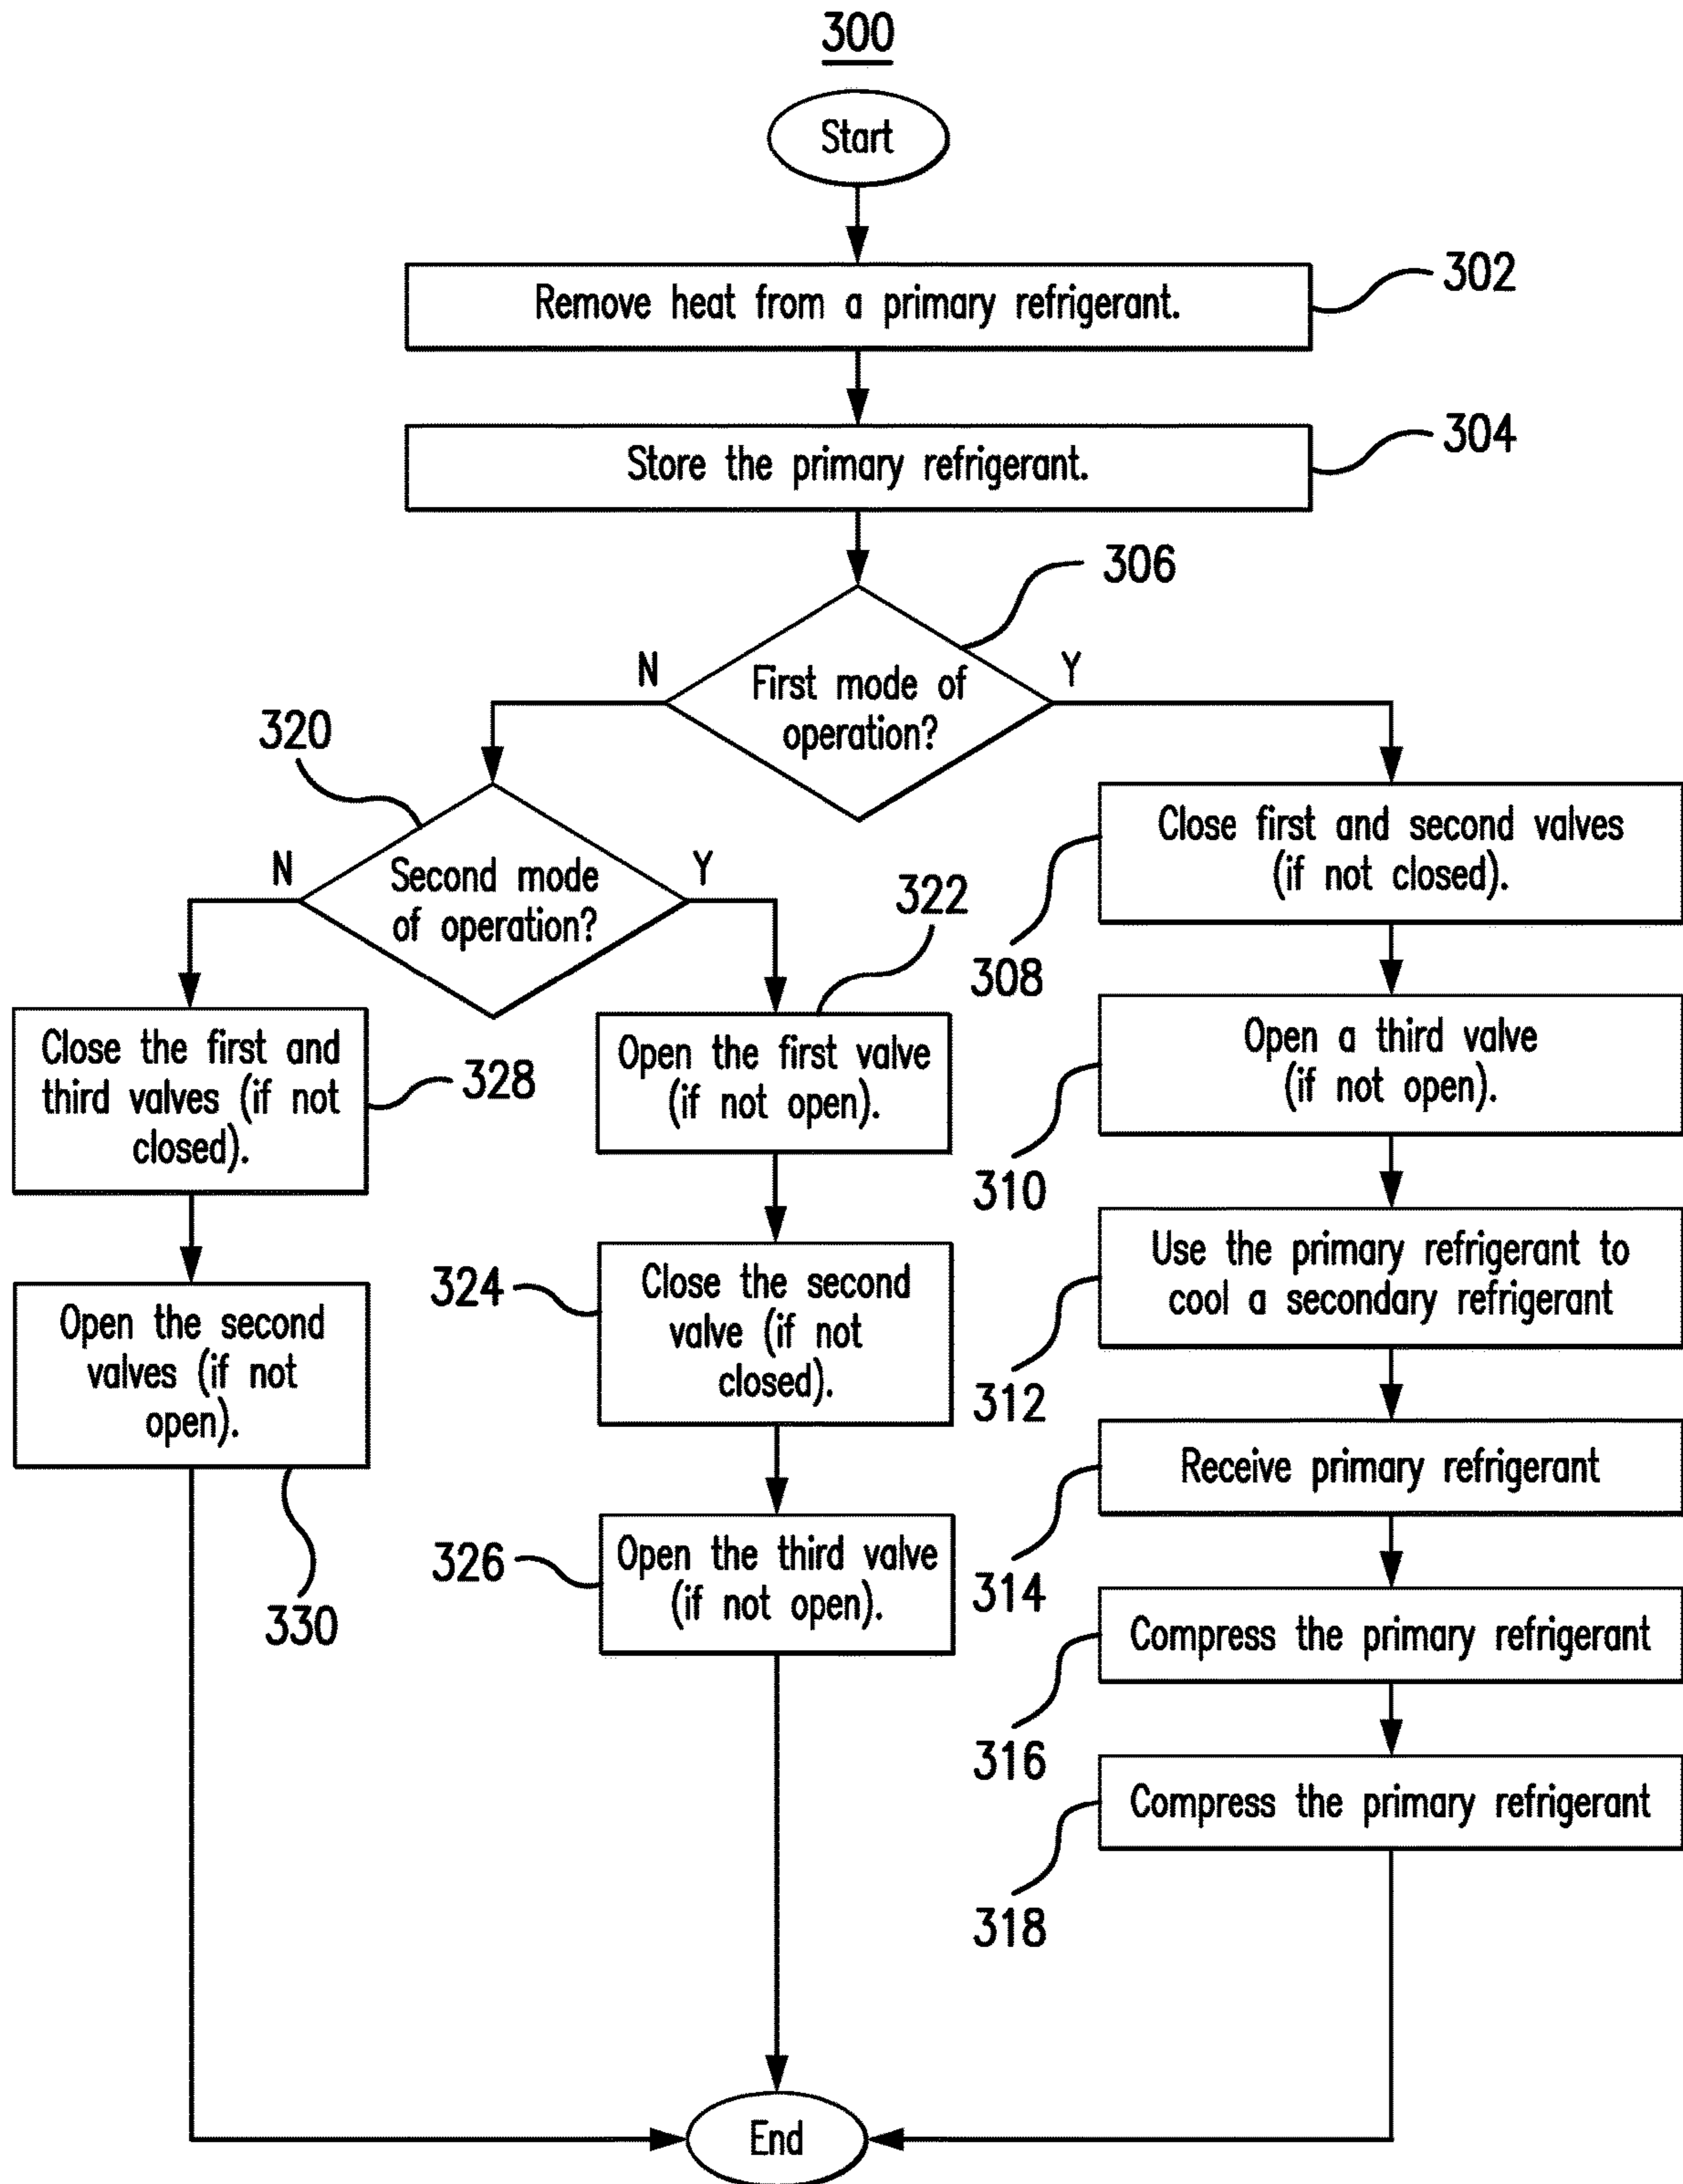 300
Start
Remove heat from a primary refrigerant.
302
Store the primary refrigerant.
304
306
First mode of
operation?
N
Y
320
Second mode
of operation?
N
Y
Close first and second valves
(if not closed).
308
Open a third valve
(if not open).
310
Use the primary refrigerant to
cool a secondary refrigerant
312
Receive primary refrigerant
314
Compress the primary refrigerant
316
Compress the primary refrigerant
318
322
Open the first valve
(if not open).
324
Close the second
valve (if not
closed).
326
Open the third valve
(if not open).
Close the first and
third valves (if not
closed).
328
Open the second
valves (if not
open).
330
End